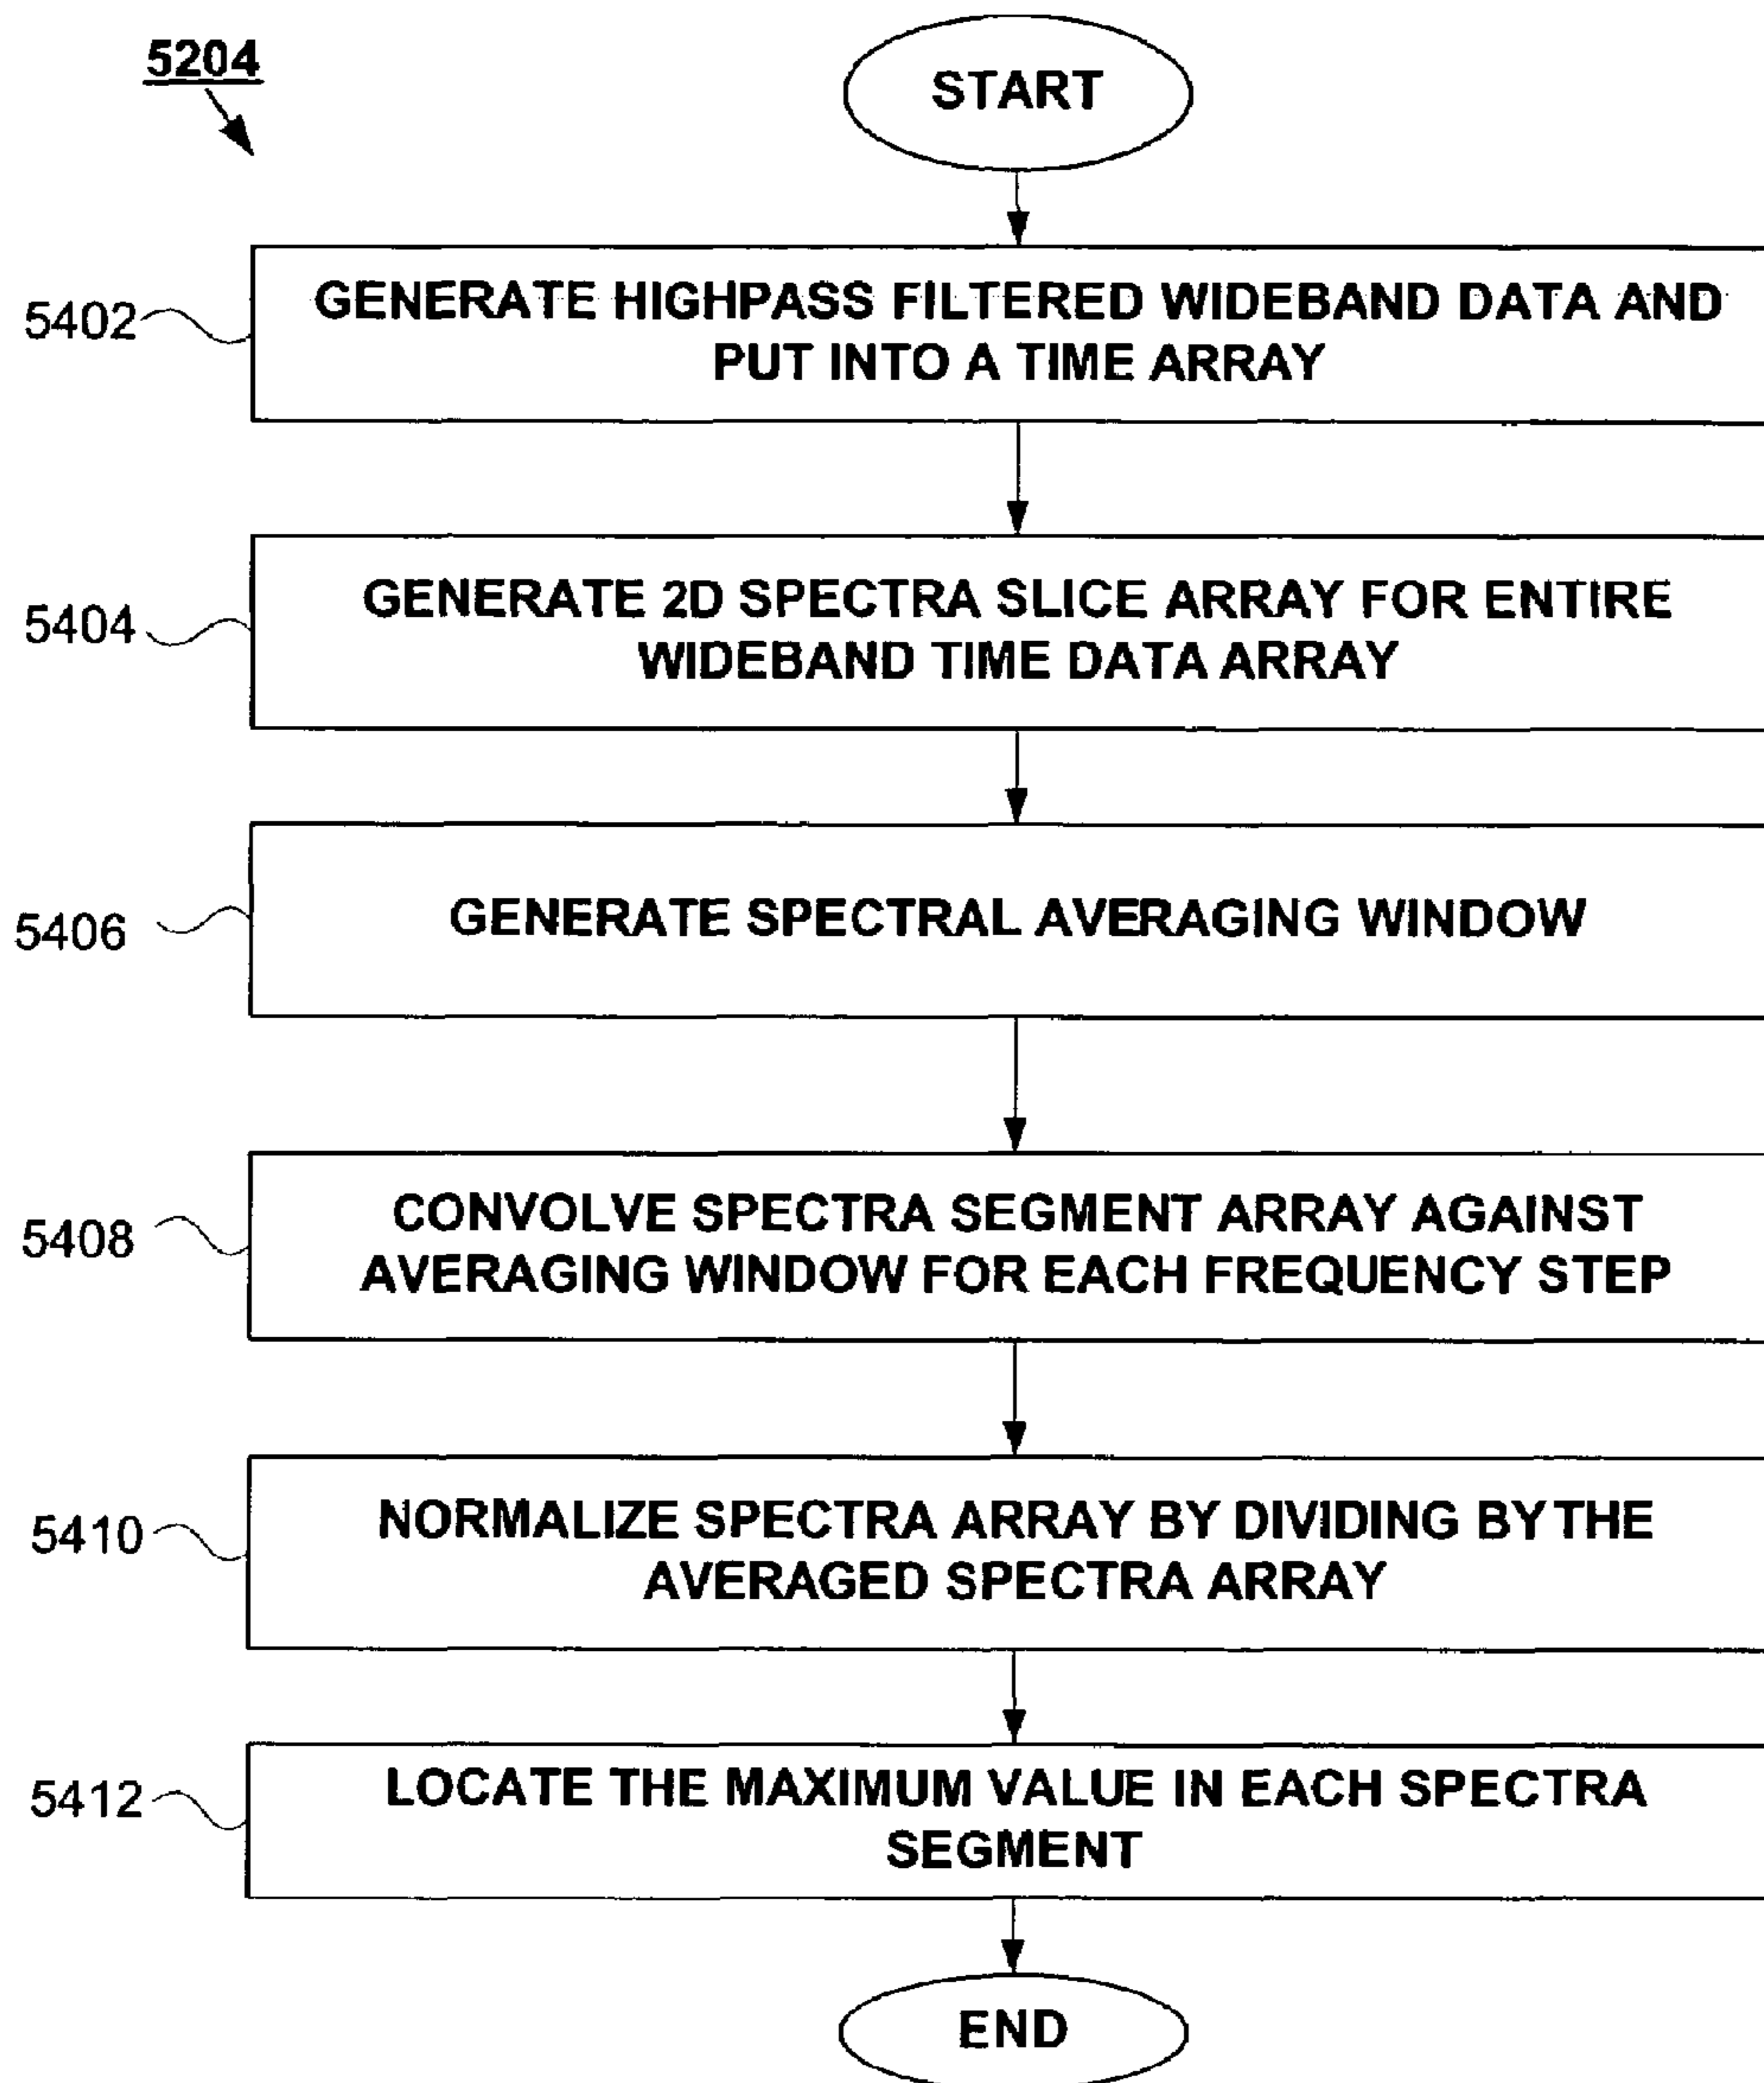 5204
START
5402
GENERATE HIGHPASS FILTERED WIDEBAND DATA AND
PUT INTO A TIME ARRAY
5404
GENERATE 2D SPECTRA SLICE ARRAY FOR ENTIRE
WIDEBAND TIME DATA ARRAY
5406
GENERATE SPECTRAL AVERAGING WINDOW
5408
CONVOLVE SPECTRA SEGMENT ARRAY AGAINST
AVERAGING WINDOW FOR EACH FREQUENCY STEP
5410
NORMALIZE SPECTRA ARRAY BY DIVIDING BY THE
AVERAGED SPECTRA ARRAY
5412
LOCATE THE MAXIMUM VALUE IN EACH SPECTRA
SEGMENT
END